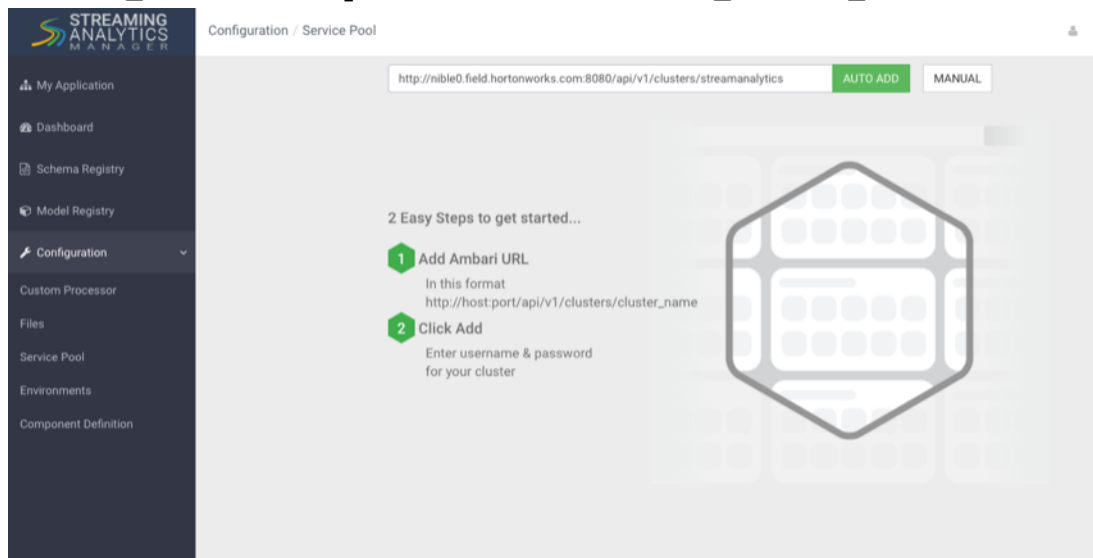 STREAMING
ANALYTICS
MANAGER
Configuration / Service Pool
My Application
Dashboard
Schema Registry
Model Registry
Configuration
Custom Processor
Files
Service Pool
Environments
Component Definition
http://nible0.field.hortonworks.com:8080/api/v1/clusters/streamanalytics
AUTO ADD
MANUAL
2 Easy Steps to get started...
1 Add Ambari URL
In this format
http://host:port/api/v1/clusters/cluster_name
2 Click Add
Enter username & password
for your cluster